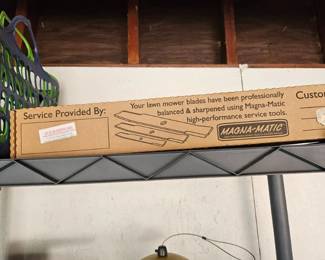 Service Provided By:
Your lawn mower blades have been professionally
balanced & sharpened using Magna-Matic
high-performance service tools.
MAGNA-MATIC
Custo